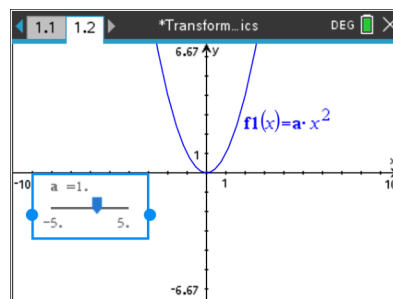 1.1 1.2 *Transform...ics DEG
6.67 y
f1(x)=a·x²
1
x
-10 1 10
a =1.
-5. 5.
-6.67